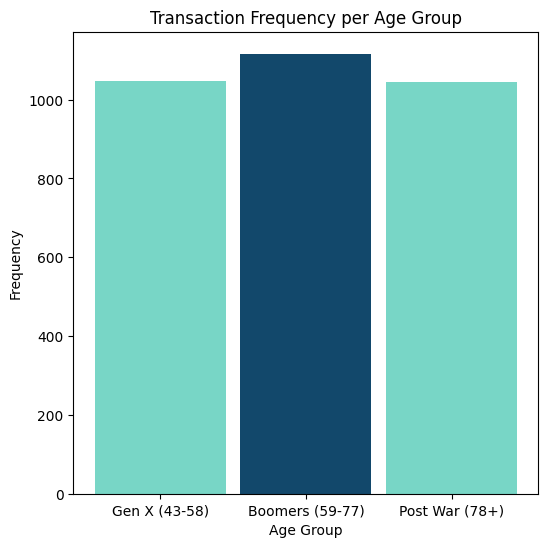 Transaction Frequency per Age Group
Frequency
1000
800
600
400
200
0
Gen X (43-58) Boomers (59-77) Post War (78+)
Age Group